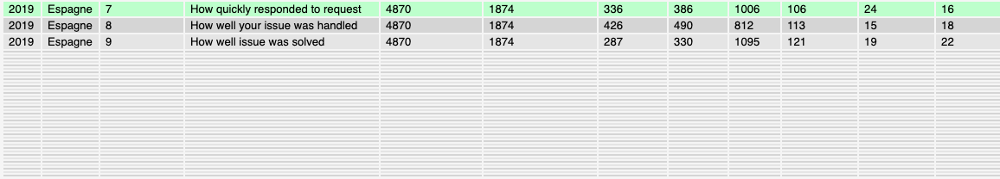 2019 Espagne 7 How quickly responded to request 4870 1874 336 386 1006 106 24 16
2019 Espagne 8 How well your issue was handled 4870 1874 426 490 812 113 15 18
2019 Espagne 9 How well issue was solved 4870 1874 287 330 1095 121 19 22